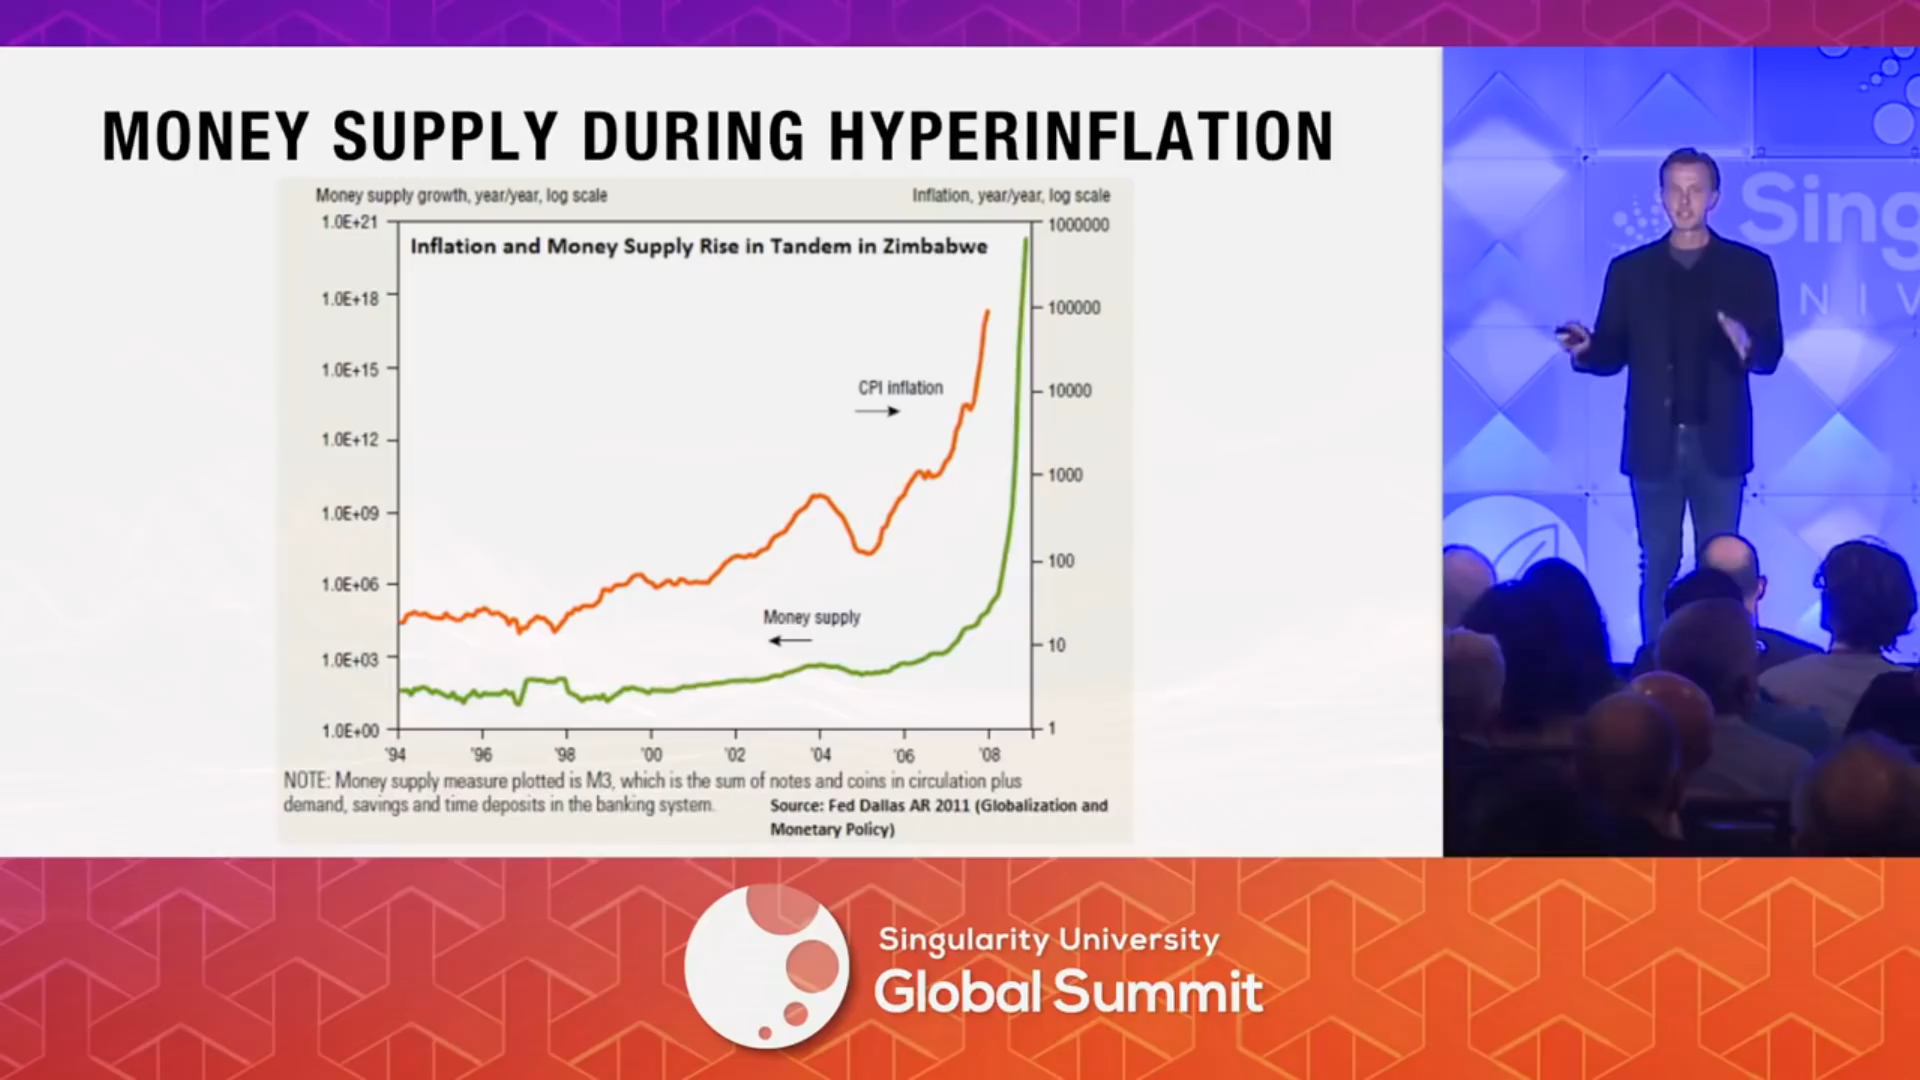 MONEY SUPPLY DURING HYPERINFLATION
Money supply growth, year/year, log scale
Inflation, year/year, log scale
Inflation and Money Supply Rise in Tandem in Zimbabwe
1.0E+21
1.0E+18
1.0E+15
1.0E+12
1.0E+09
1.0E+06
1.0E+03
1.0E+00
1000000
100000
10000
1000
100
10
1
CPI inflation
Money supply
'94 '96 '98 '00 '02 '04 '06 '08
NOTE: Money supply measure plotted is M3, which is the sum of notes and coins in circulation plus
demand, savings and time deposits in the banking system.
Source: Fed Dallas AR 2011 (Globalization and
Monetary Policy)
Sing
NIV
Singularity University
Global Summit